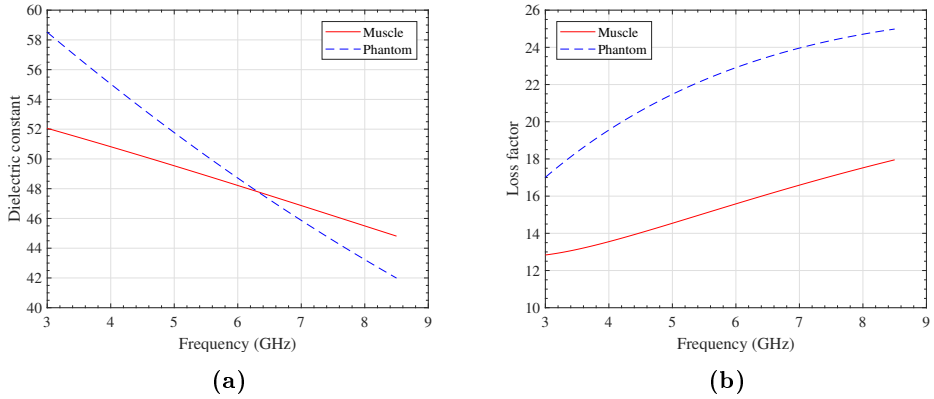 60
58
56
54
52
50
48
46
44
42
40
Dielectric constant
Muscle
Phantom
3 4 5 6 7 8 9
Frequency (GHz)
(a)
26
24
22
20
18
16
14
12
10
Loss factor
Muscle
Phantom
3 4 5 6 7 8 9
Frequency (GHz)
(b)